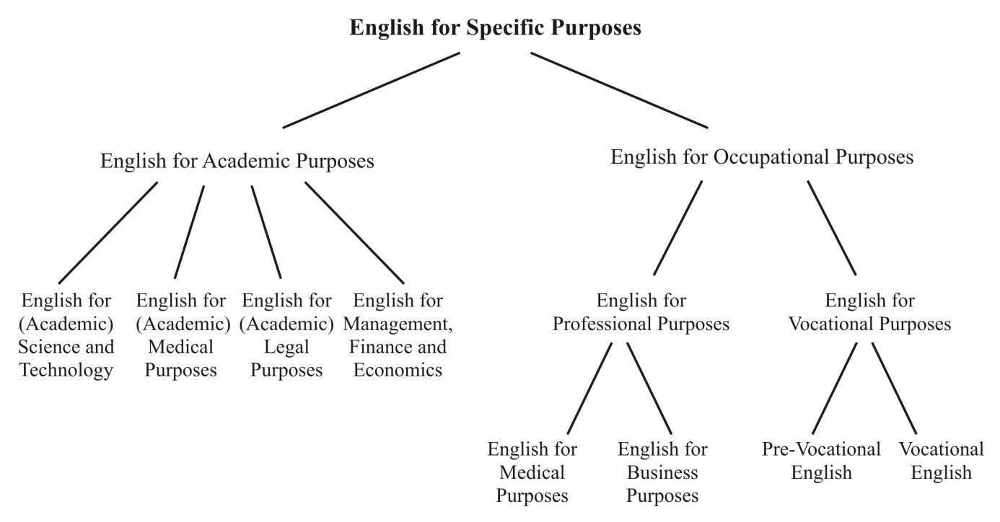 English for Specific Purposes
English for Academic Purposes
English for Occupational Purposes
English for
(Academic)
Science and
Technology
English for
(Academic)
Medical
Purposes
English for
(Academic)
Legal
Purposes
English for
Management,
Finance and
Economics
English for
Professional Purposes
English for
Vocational Purposes
English for
Medical
Purposes
English for
Business
Purposes
Pre-Vocational
English
Vocational
English